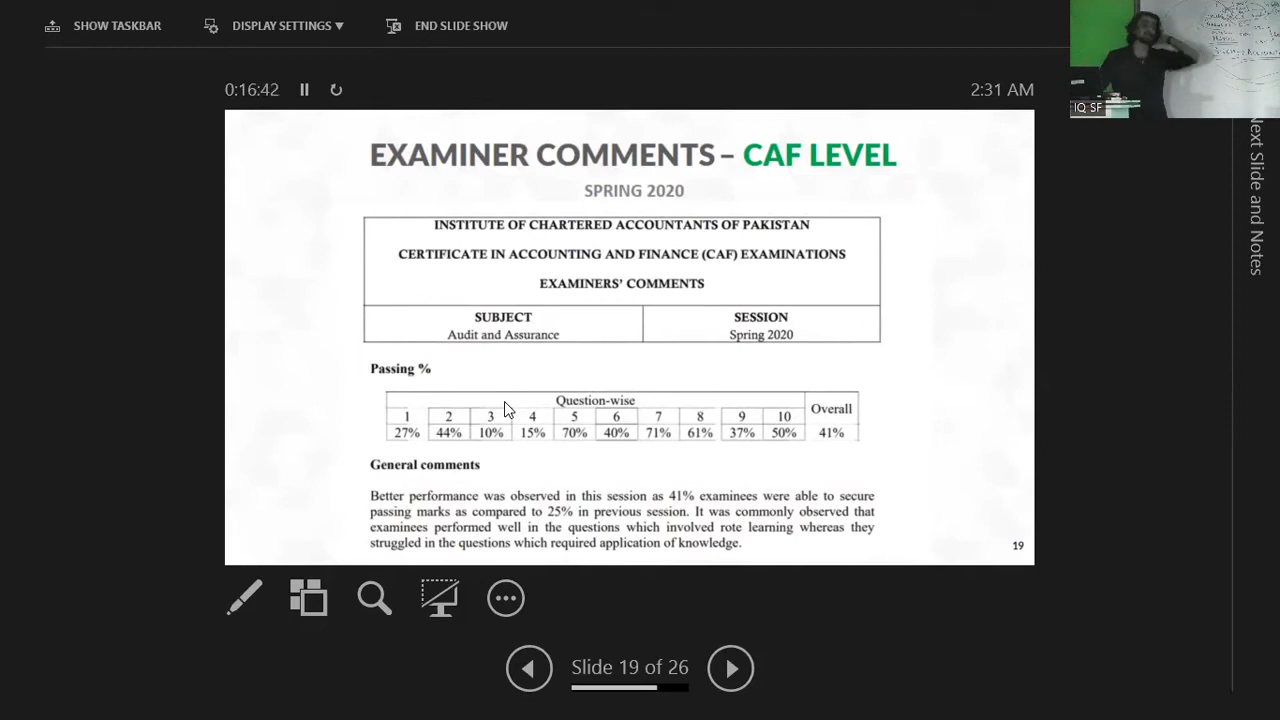 SHOW TASKBAR
DISPLAY SETTINGS ▼
END SLIDE SHOW
0:16:42
2:31 AM
IQ SF
EXAMINER COMMENTS – CAF LEVEL
SPRING 2020
INSTITUTE OF CHARTERED ACCOUNTANTS OF PAKISTAN
CERTIFICATE IN ACCOUNTING AND FINANCE (CAF) EXAMINATIONS
EXAMINERS' COMMENTS
SUBJECT SESSION
Audit and Assurance Spring 2020
Passing %
Question-wise Overall
1 2 3 4 5 6 7 8 9 10
27% 44% 10% 15% 70% 40% 71% 61% 37% 50% 41%
General comments
Better performance was observed in this session as 41% examinees were able to secure
passing marks as compared to 25% in previous session. It was commonly observed that
examinees performed well in the questions which involved rote learning whereas they
struggled in the questions which required application of knowledge.
19
Slide 19 of 26
Next Slide and Notes